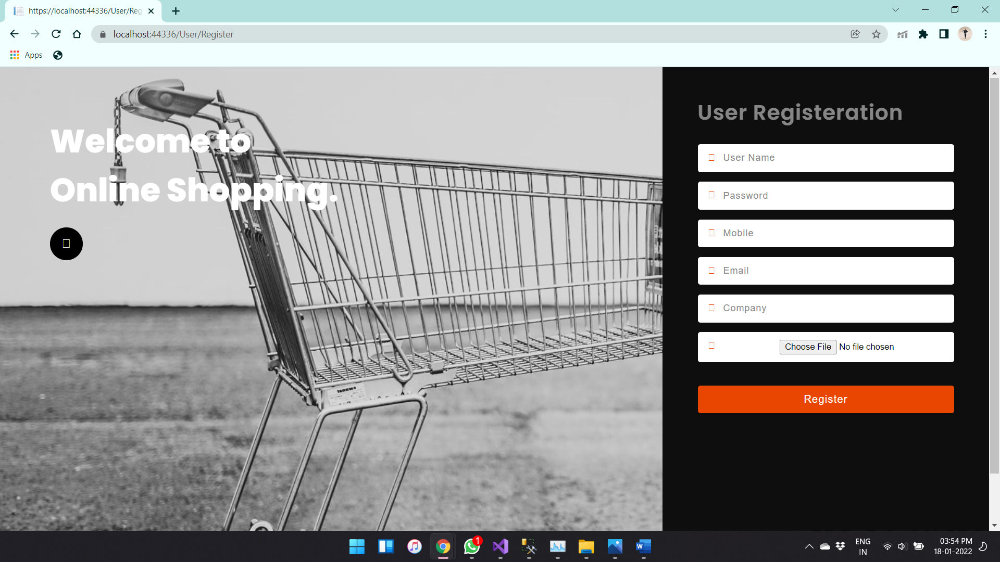 https://localhost:44336/User/Reg
localhost:44336/User/Register
Apps
Welcome to
Online Shopping.
User Registeration
User Name
Password
Mobile
Email
Company
Choose File No file chosen
Register
1
ENG
IN
03:54 PM
18-01-2022